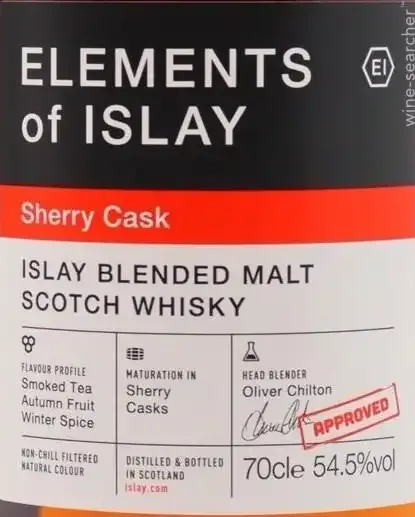 ELEMENTS
of ISLAY
EI
wine-searcher™
Sherry Cask
ISLAY BLENDED MALT
SCOTCH WHISKY
FLAVOUR PROFILE
Smoked Tea
Autumn Fruit
Winter Spice
MATURATION IN
Sherry
Casks
HEAD BLENDER
Oliver Chilton
APPROVED
NON-CHILL FILTERED
NATURAL COLOUR
DISTILLED & BOTTLED
IN SCOTLAND
islay.com
70cle 54.5%vol